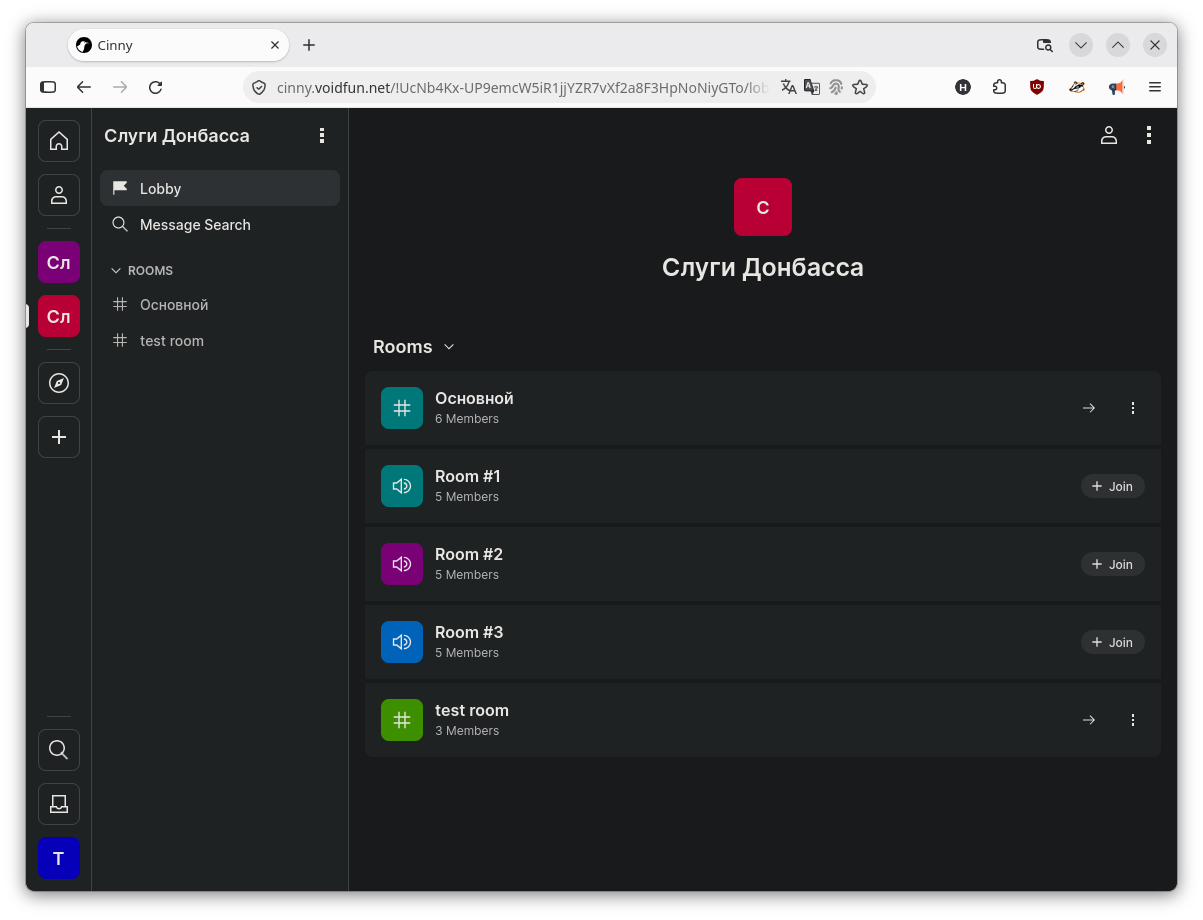 Cinny
cinny.voidfun.net/!UcNb4Kx-UP9emcW5iR1jjYZR7vXf2a8F3HpNoNiyGTo/lob
Слуги Донбасса
Lobby
Message Search
ROOMS
Основной
test room
Сл
Сл
T
С
Слуги Донбасса
Rooms
Основной
6 Members
Room #1
5 Members
Join
Room #2
5 Members
Join
Room #3
5 Members
Join
test room
3 Members